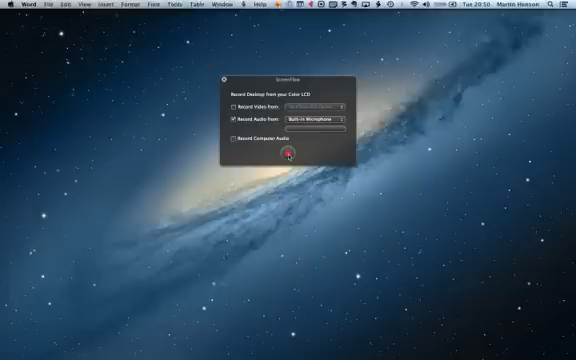 Word File Edit View Insert Format Font Tools Table Window Help Tue 20:50 Martin Henson
ScreenFlow
Record Desktop from your Color LCD
Record Video from:
Record Audio from: Built-in Microphone
Record Computer Audio